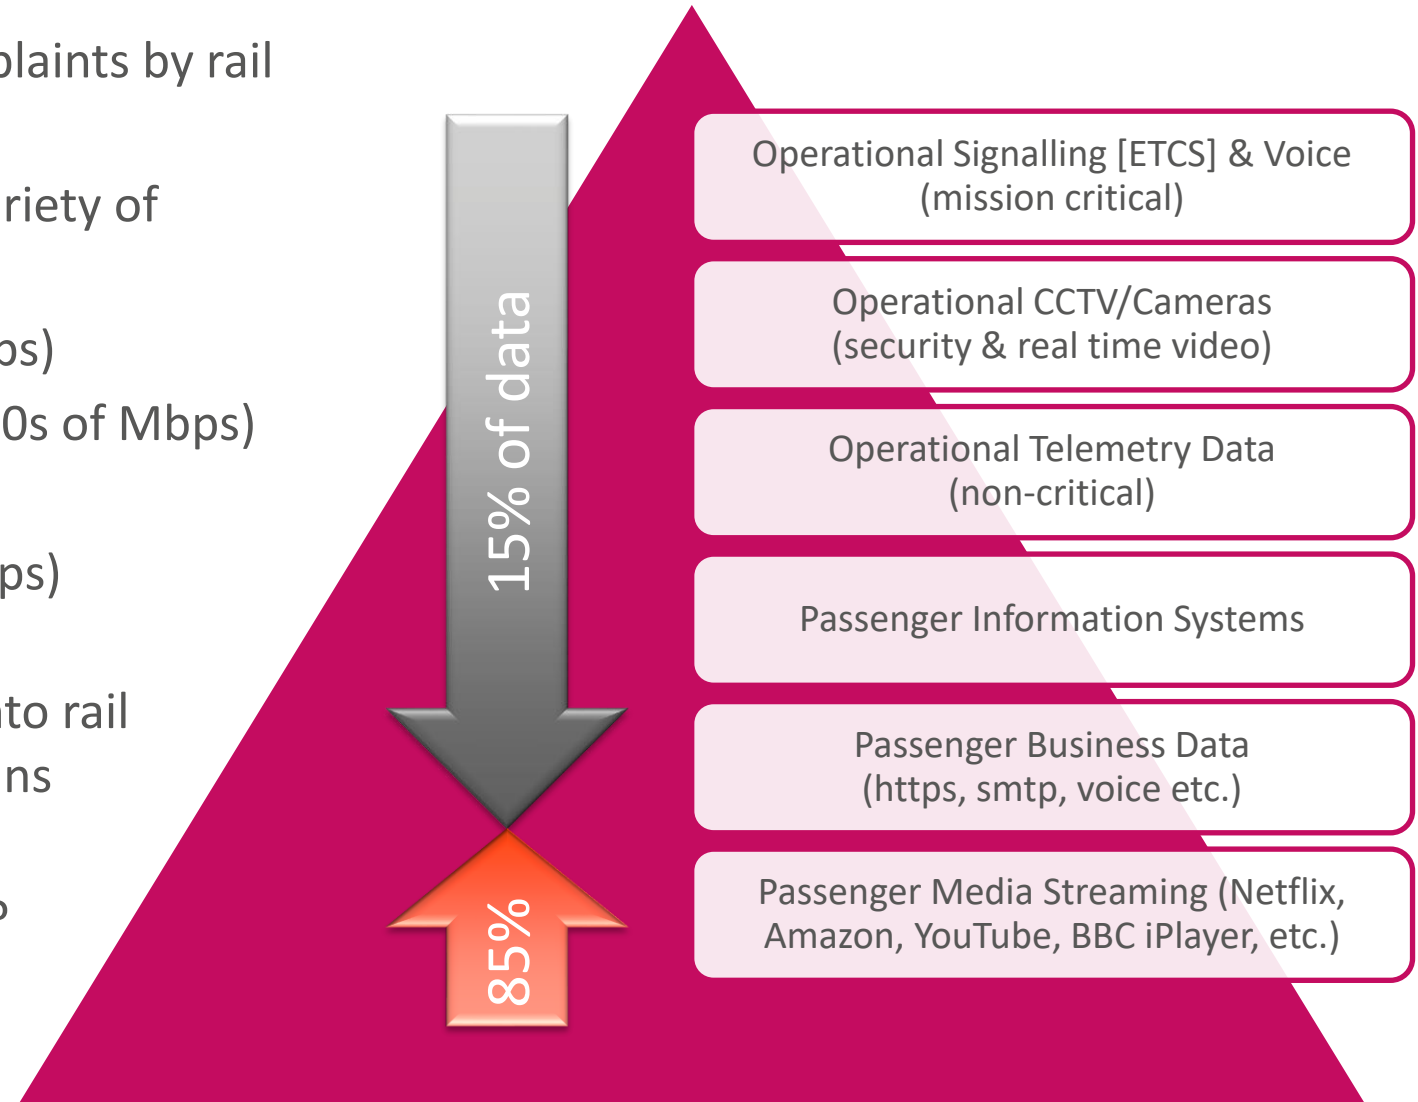 plaints by rail
riety of
ps)
0s of Mbps)
ps)
nto rail
ns
?
15% of data
85%
Operational Signalling [ETCS] & Voice
(mission critical)
Operational CCTV/Cameras
(security & real time video)
Operational Telemetry Data
(non-critical)
Passenger Information Systems
Passenger Business Data
(https, smtp, voice etc.)
Passenger Media Streaming (Netflix,
Amazon, YouTube, BBC iPlayer, etc.)